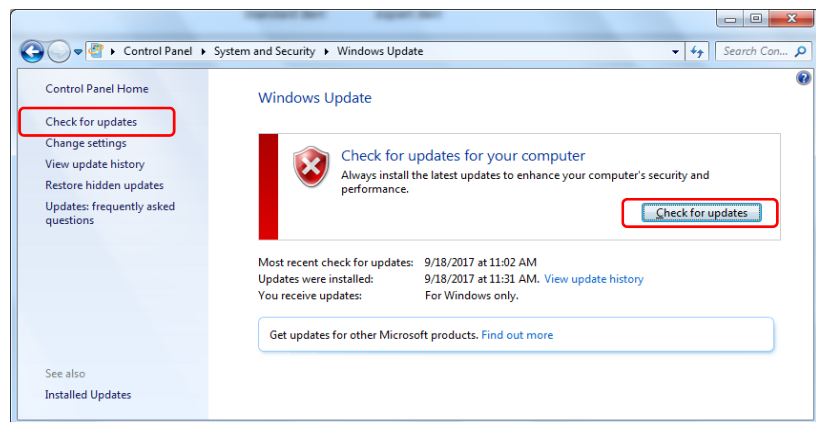 Control Panel System and Security Windows Update
Search Con...
Control Panel Home
Check for updates
Change settings
View update history
Restore hidden updates
Updates: frequently asked
questions
See also
Installed Updates
Windows Update
Check for updates for your computer
Always install the latest updates to enhance your computer's security and
performance.
Check for updates
Most recent check for updates: 9/18/2017 at 11:02 AM
Updates were installed: 9/18/2017 at 11:31 AM. View update history
You receive updates: For Windows only.
Get updates for other Microsoft products. Find out more